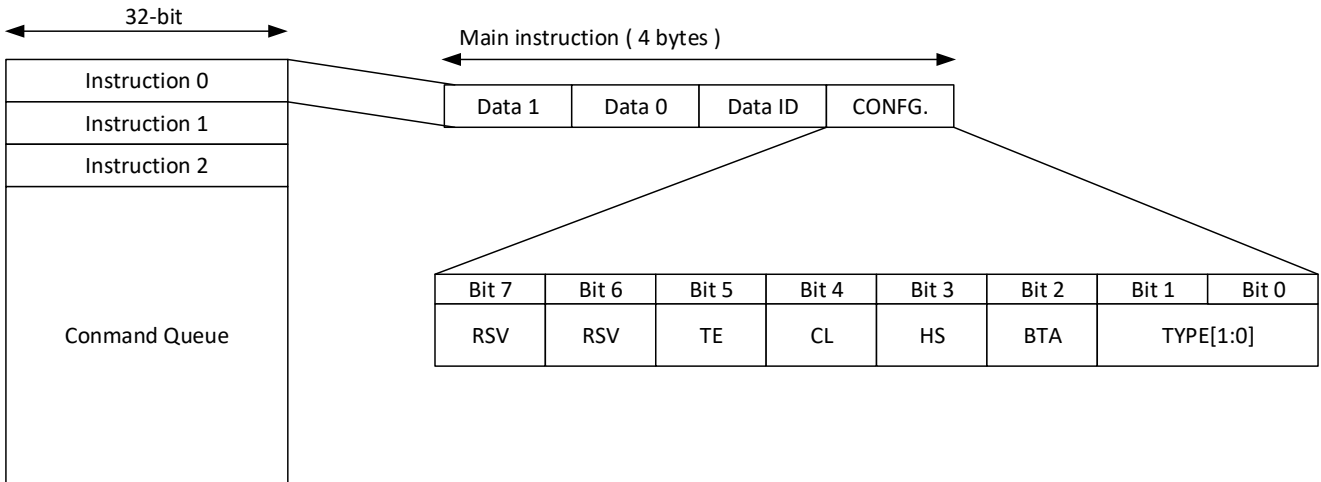 32-bit
Main instruction ( 4 bytes )
Instruction 0
Data 1 Data 0 Data ID CONFG.
Instruction 1
Instruction 2
Bit 7 Bit 6 Bit 5 Bit 4 Bit 3 Bit 2 Bit 1 Bit 0
RSV RSV TE CL HS BTA TYPE[1:0]
Conmand Queue